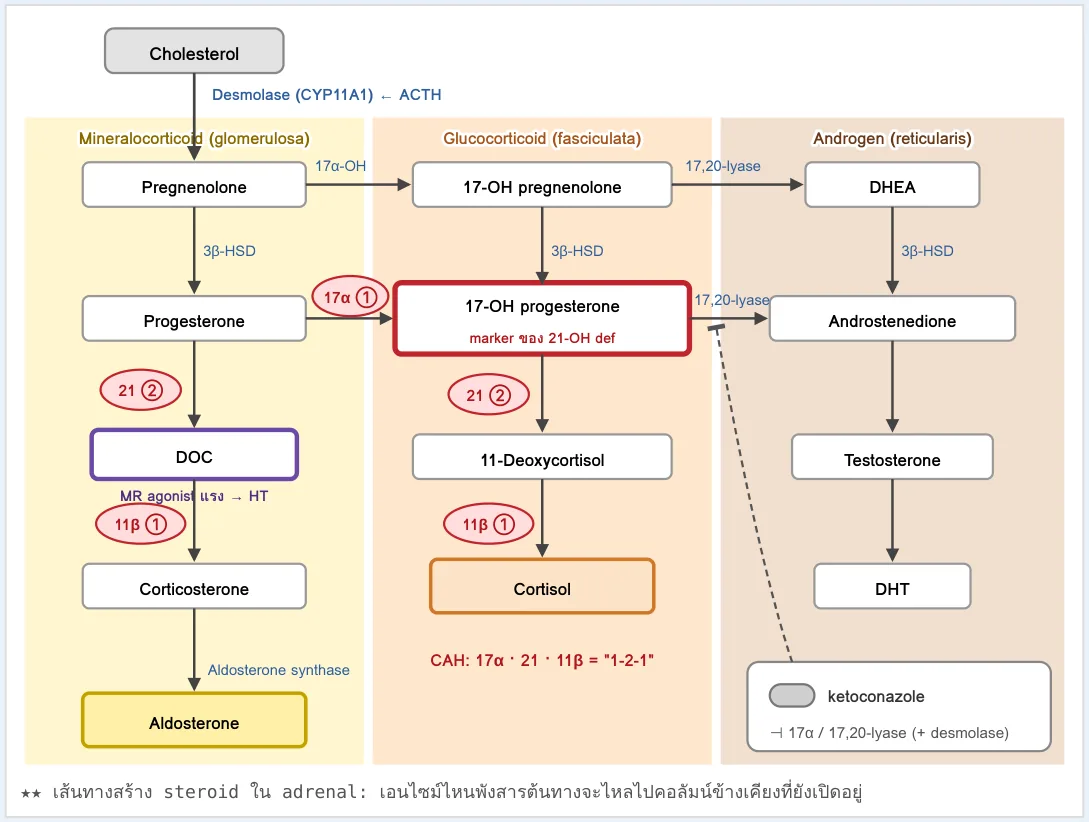 Cholesterol
Desmolase (CYP11A1) ← ACTH
Mineralocorticoid (glomerulosa)
Glucocorticoid (fasciculata)
Androgen (reticularis)
Pregnenolone
17α-OH
17-OH pregnenolone
17,20-lyase
DHEA
3β-HSD
3β-HSD
3β-HSD
Progesterone
17α ①
17-OH progesterone
marker ของ 21-OH def
17,20-lyase
Androstenedione
21 ②
21 ②
DOC
MR agonist แรง → HT
11-Deoxycortisol
Testosterone
11β ①
11β ①
Corticosterone
Cortisol
DHT
CAH: 17α · 21 · 11β = "1-2-1"
Aldosterone synthase
Aldosterone
ketoconazole
⊣ 17α / 17,20-lyase (+ desmolase)
★★ เส้นทางสร้าง steroid ใน adrenal: เอนไซม์ไหนพังสารต้นทางจะไหลไปคอลัมน์ข้างเคียงที่ยังเปิดอยู่